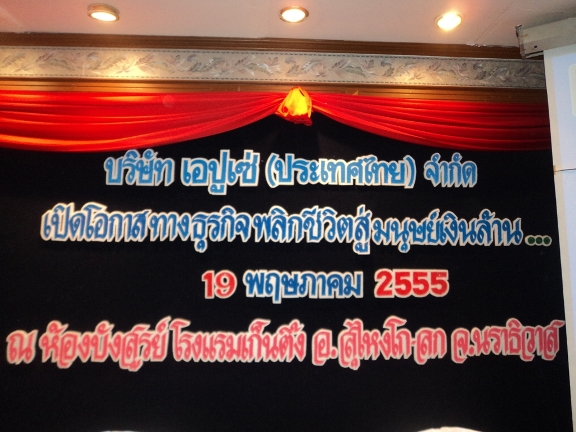 บริษัท เอปูเช่ (ประเทศไทย) จำกัด
เปิดโอกาสทางธุรกิจพลิกชีวิตสู่มนุษย์เงินล้าน...
19 พฤษภาคม 2555
ณ ห้องบังสุรย์ โรงแรมเก็นติ้ง อ.สุไหงโก-ลก จ.นราธิวาส